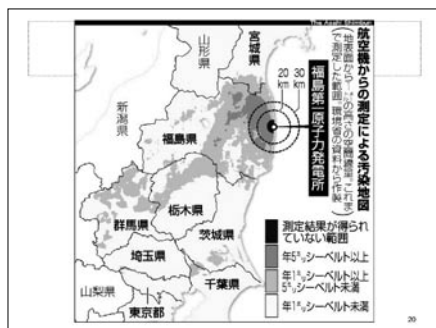 The Asahi Shimbun
航空機からの測定による汚染地図
(地表面から1㍍の高さの空間線量。これま
で測定した範囲。環境省の資料から作製)
宮城県
山形県
20
km
30
km
福島第一原子力発電所
新潟県
福島県
栃木県
群馬県
茨城県
埼玉県
千葉県
山梨県
東京都
測定結果が得られ
ていない範囲
年5㍉シーベルト以上
年1㍉シーベルト以上
5㍉シーベルト未満
年1㍉シーベルト未満
20